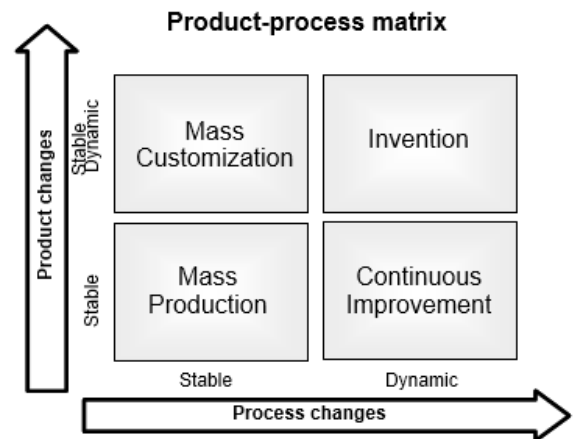 Product-process matrix
Product changes
Stable
Dynamic
Stable
Mass
Customization
Invention
Mass
Production
Continuous
Improvement
Stable
Dynamic
Process changes